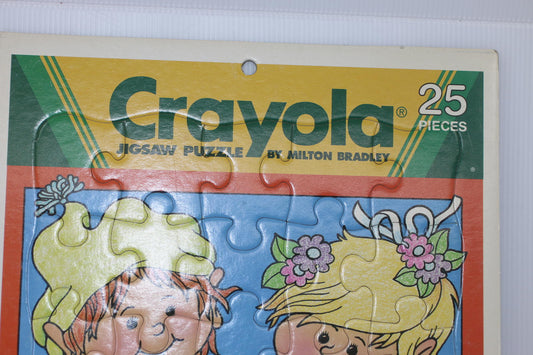 Crayola®
25
PIECES
JIGSAW PUZZLE BY MILTON BRADLEY